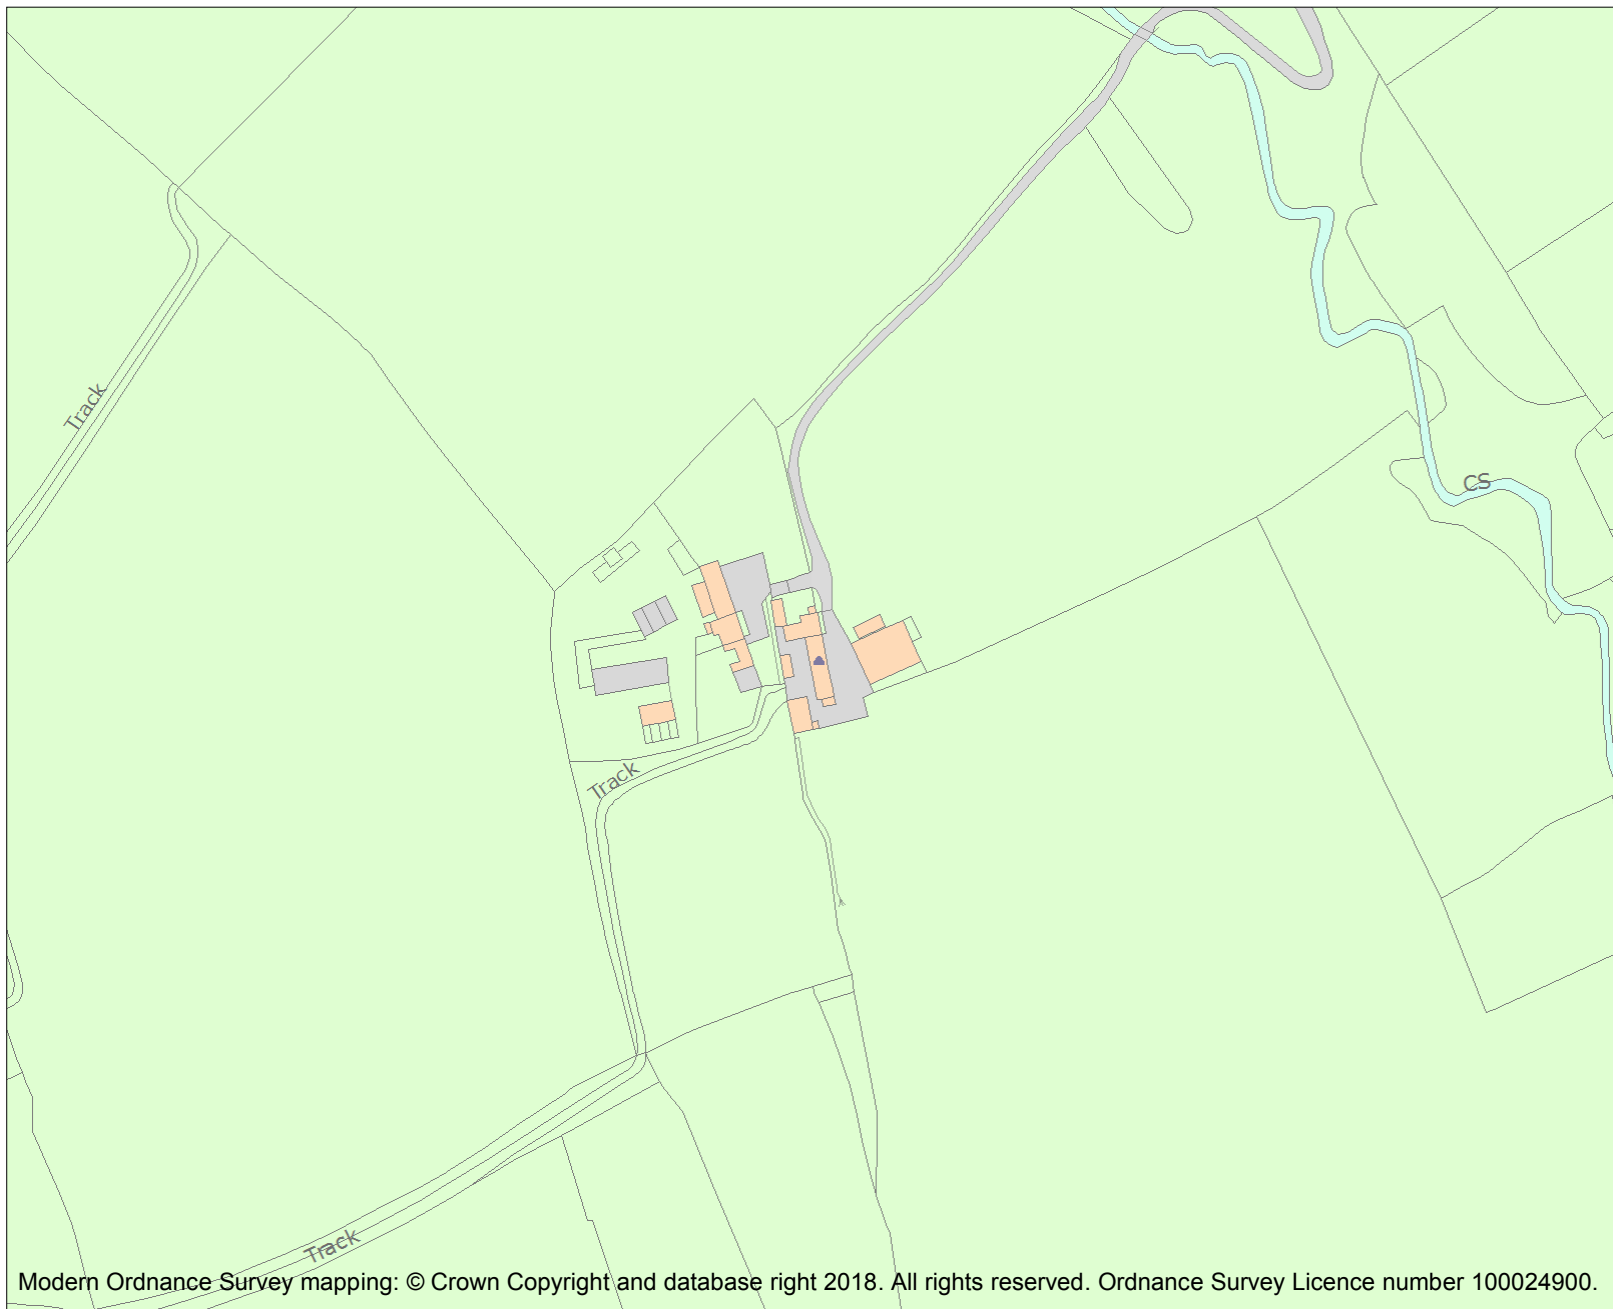 Track
CS
Track
Track
Modern Ordnance Survey mapping: © Crown Copyright and database right 2018. All rights reserved. Ordnance Survey Licence number 100024900.